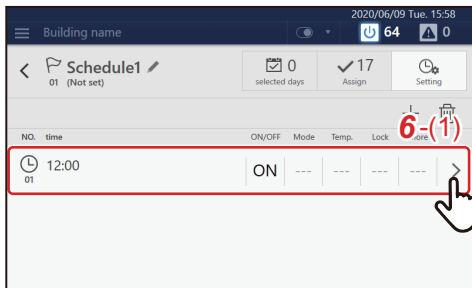 2020/06/09 Tue. 15:58
Building name
64
0
Schedule1
01 (Not set)
0
selected days
17
Assign
Setting
6-(1)
NO. time ON/OFF Mode Temp. Lock
12:00 ON --- --- --- ---
01